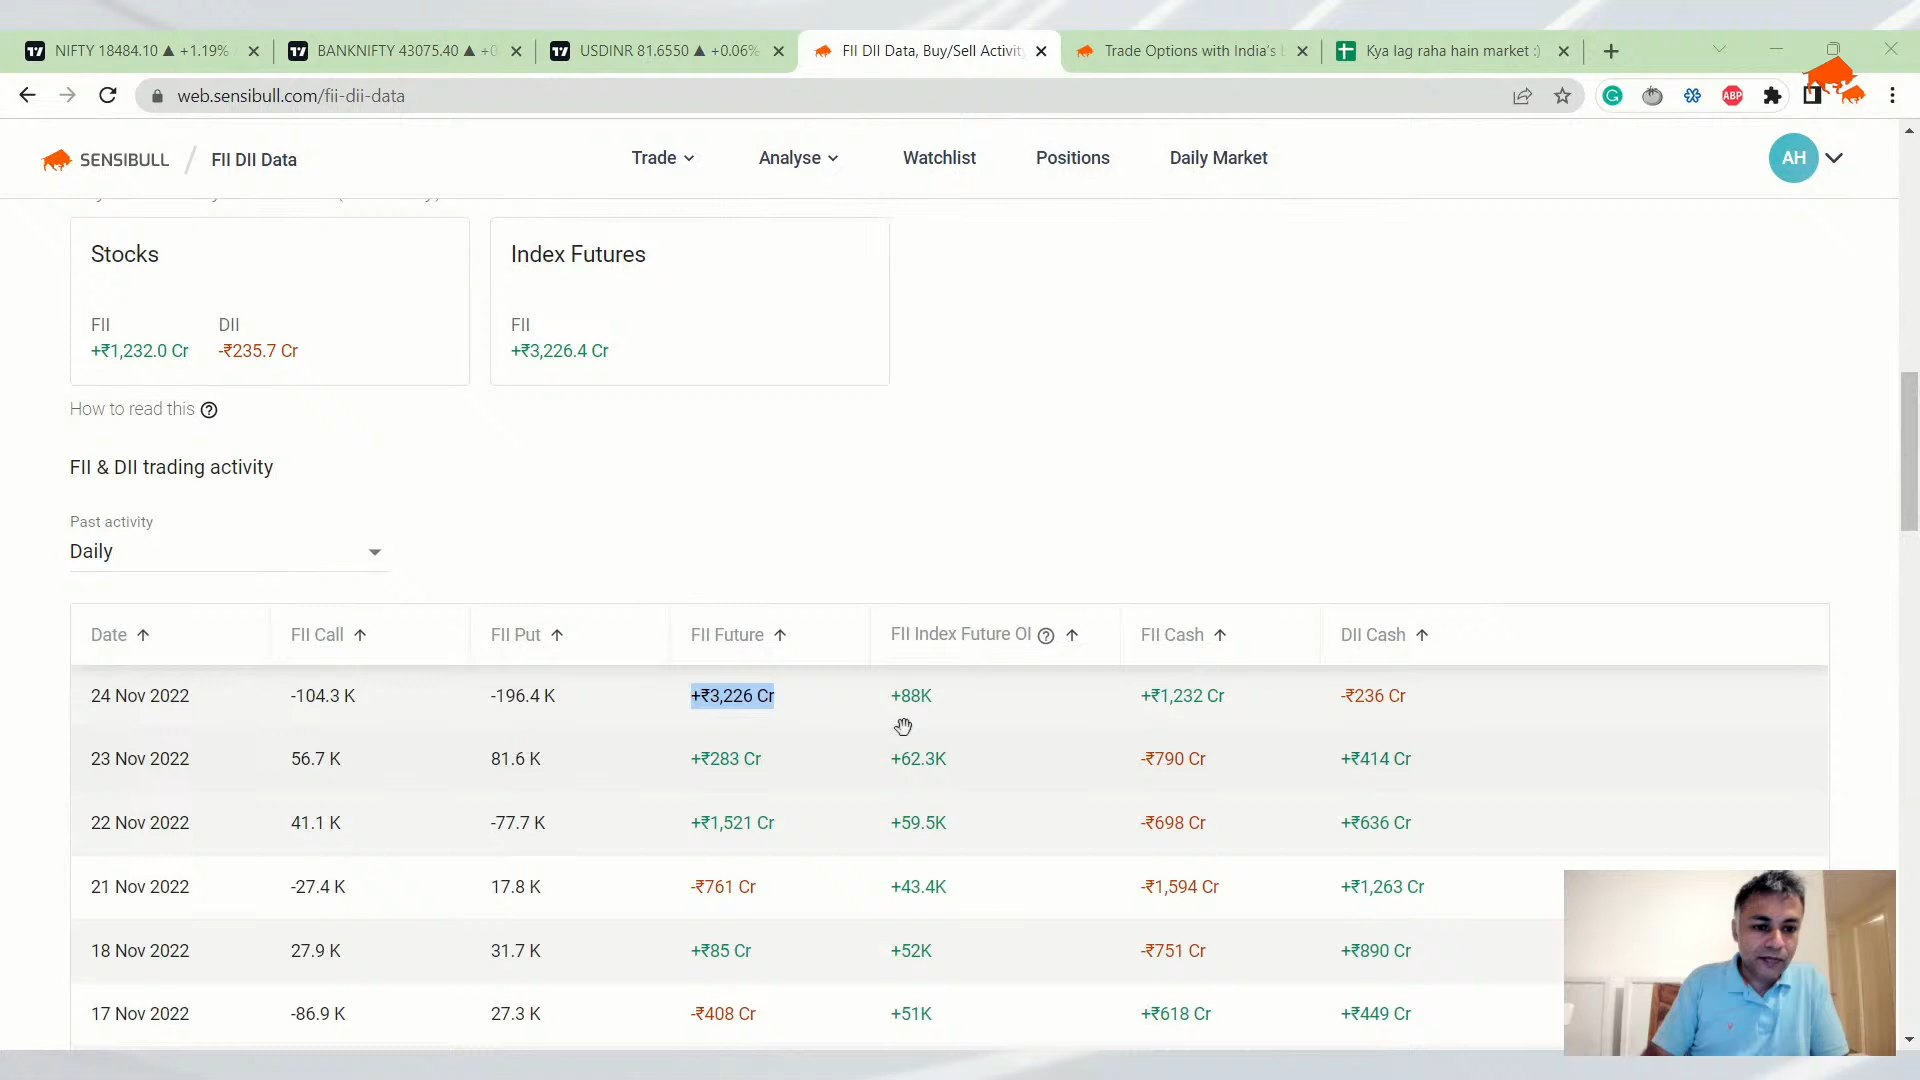 NIFTY 18484.10 ▲ +1.19%
BANKNIFTY 43075.40 ▲ +0
USDINR 81.6550 ▲ +0.06%
FII DII Data, Buy/Sell Activity
Trade Options with India's
Kya lag raha hain market :)
web.sensibull.com/fii-dii-data
ABP
SENSIBULL / FII DII Data
Trade
Analyse
Watchlist
Positions
Daily Market
AH
Stocks
FII DII
+₹1,232.0 Cr -₹235.7 Cr
Index Futures
FII
+₹3,226.4 Cr
How to read this ?
FII & DII trading activity
Past activity
Daily
Date ↑ FII Call ↑ FII Put ↑ FII Future ↑ FII Index Future OI ? ↑ FII Cash ↑ DII Cash ↑
24 Nov 2022 -104.3 K -196.4 K +₹3,226 Cr +88K +₹1,232 Cr -₹236 Cr
23 Nov 2022 56.7 K 81.6 K +₹283 Cr +62.3K -₹790 Cr +₹414 Cr
22 Nov 2022 41.1 K -77.7 K +₹1,521 Cr +59.5K -₹698 Cr +₹636 Cr
21 Nov 2022 -27.4 K 17.8 K -₹761 Cr +43.4K -₹1,594 Cr +₹1,263 Cr
18 Nov 2022 27.9 K 31.7 K +₹85 Cr +52K -₹751 Cr +₹890 Cr
17 Nov 2022 -86.9 K 27.3 K -₹408 Cr +51K +₹618 Cr +₹449 Cr